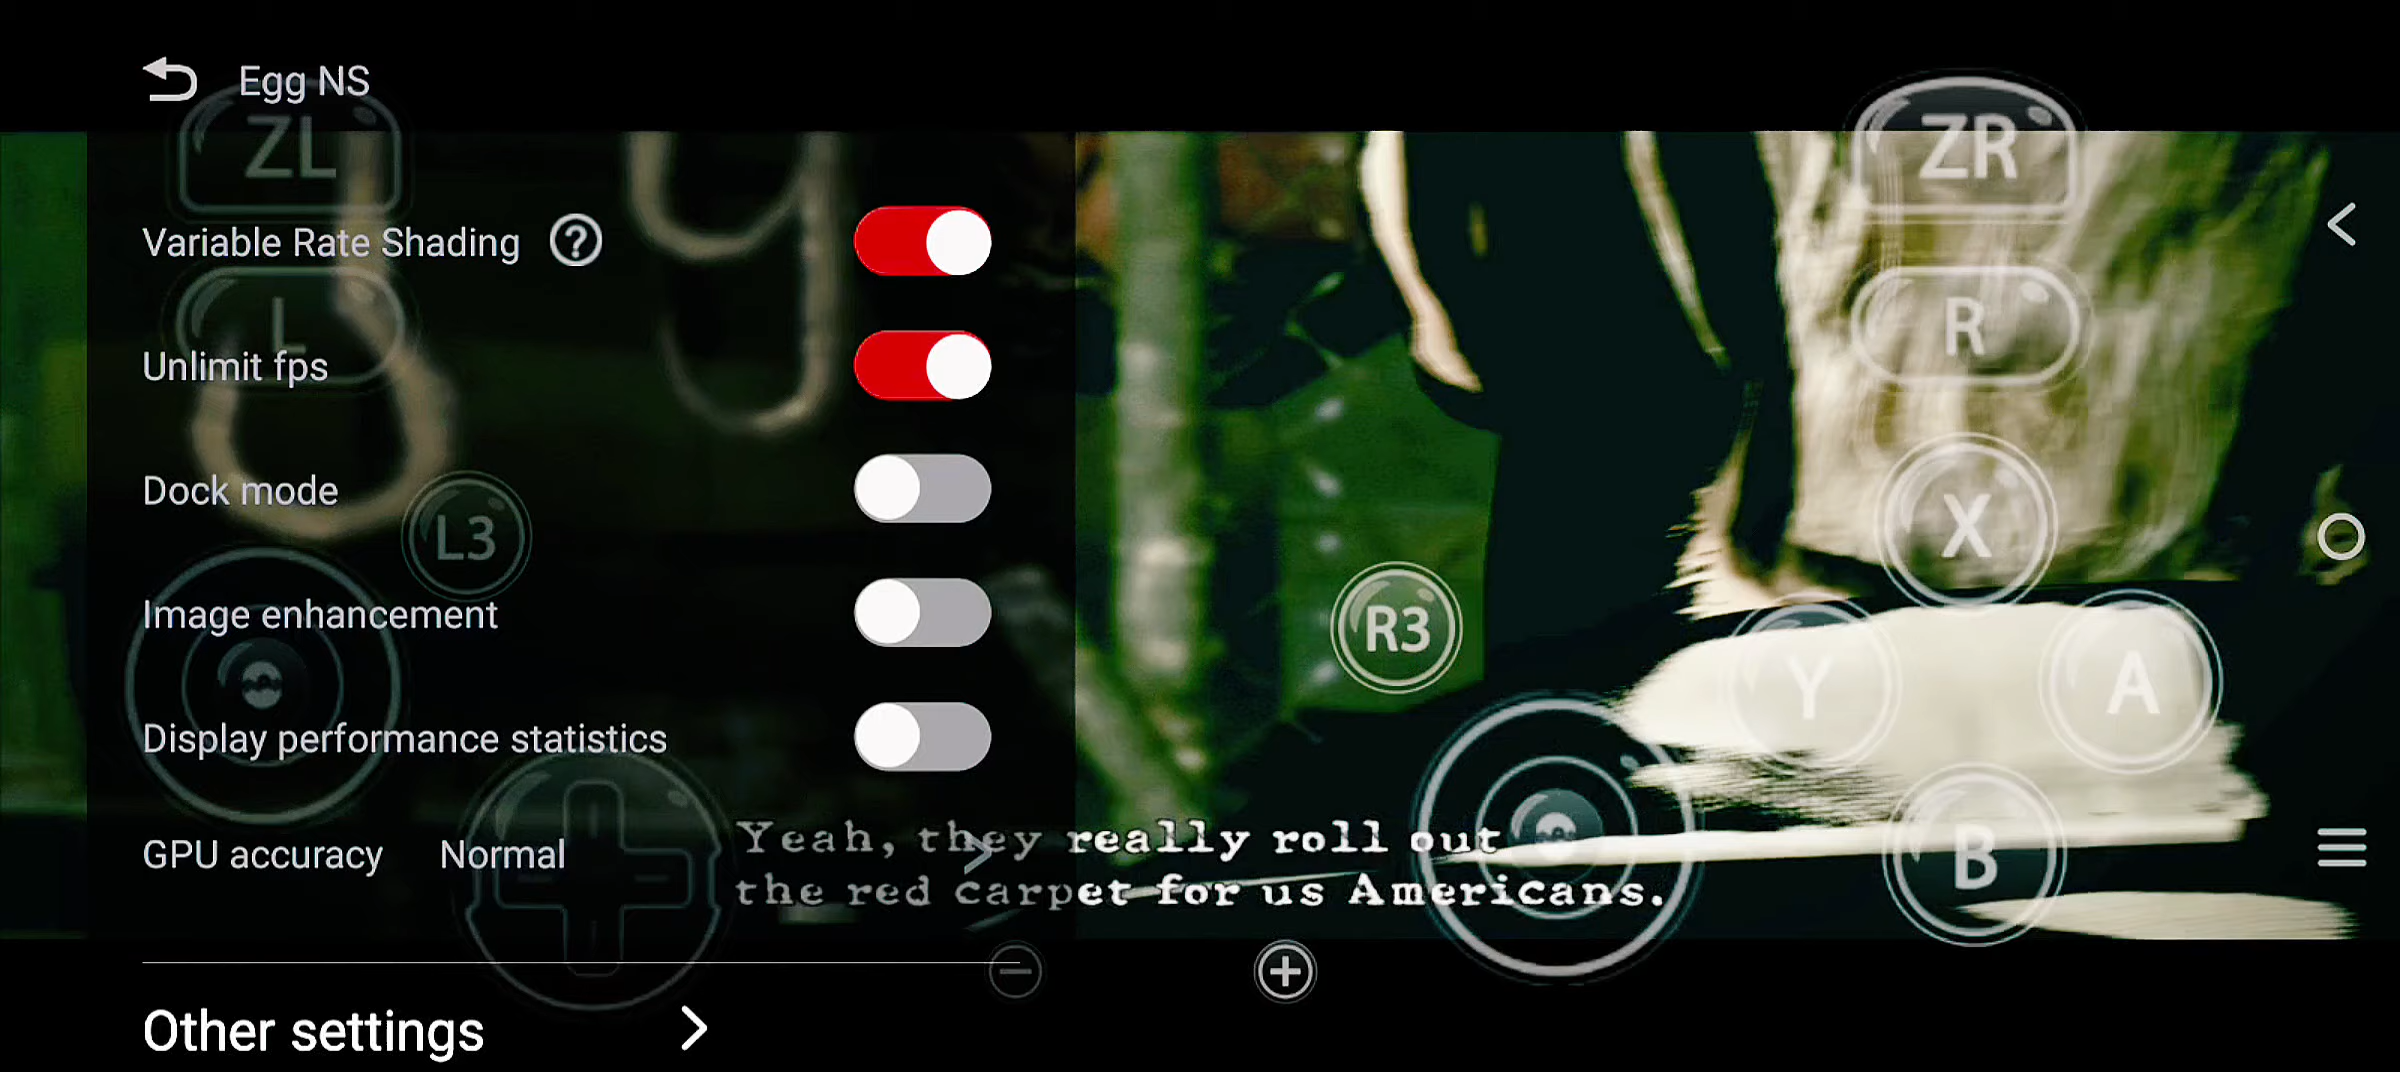 Egg NS
ZL
ZR
Variable Rate Shading ?
L
R
Unlimit fps
Dock mode
L3
X
Image enhancement
R3
Y
A
Display performance statistics
Yeah, they really roll out
the red carpet for us Americans.
GPU accuracy Normal
B
Other settings